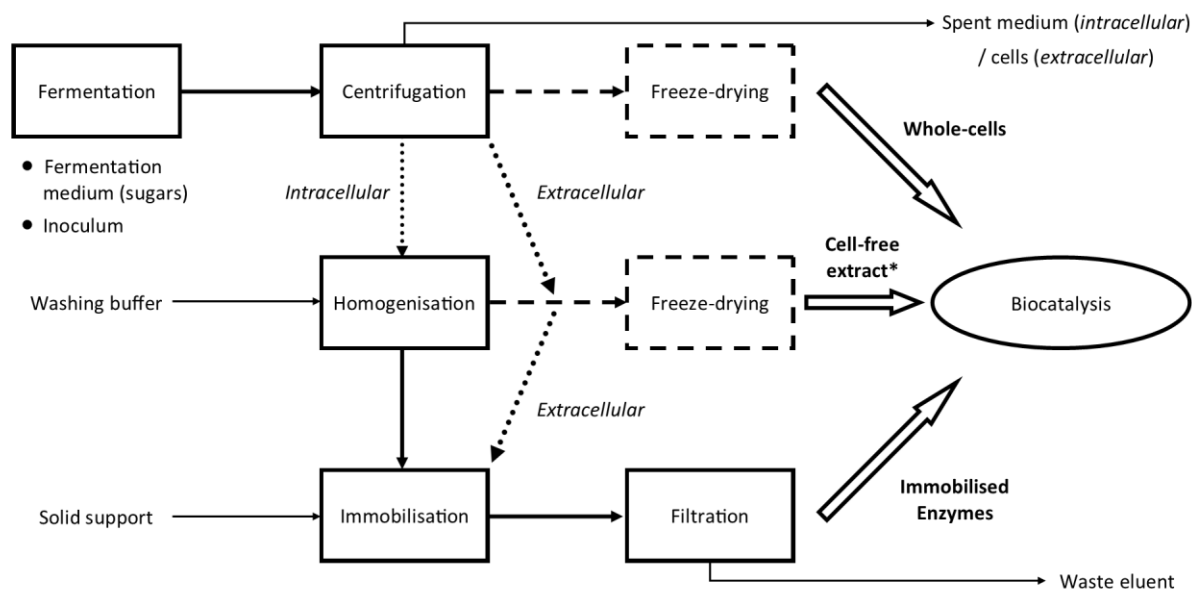 Spent medium (intracellular)
/ cells (extracellular)
Fermentation
Centrifugation
Freeze-drying
Whole-cells
● Fermentation
medium (sugars)
● Inoculum
Intracellular
Extracellular
Cell-free
extract*
Washing buffer
Homogenisation
Freeze-drying
Biocatalysis
Extracellular
Immobilised
Enzymes
Solid support
Immobilisation
Filtration
Waste eluent